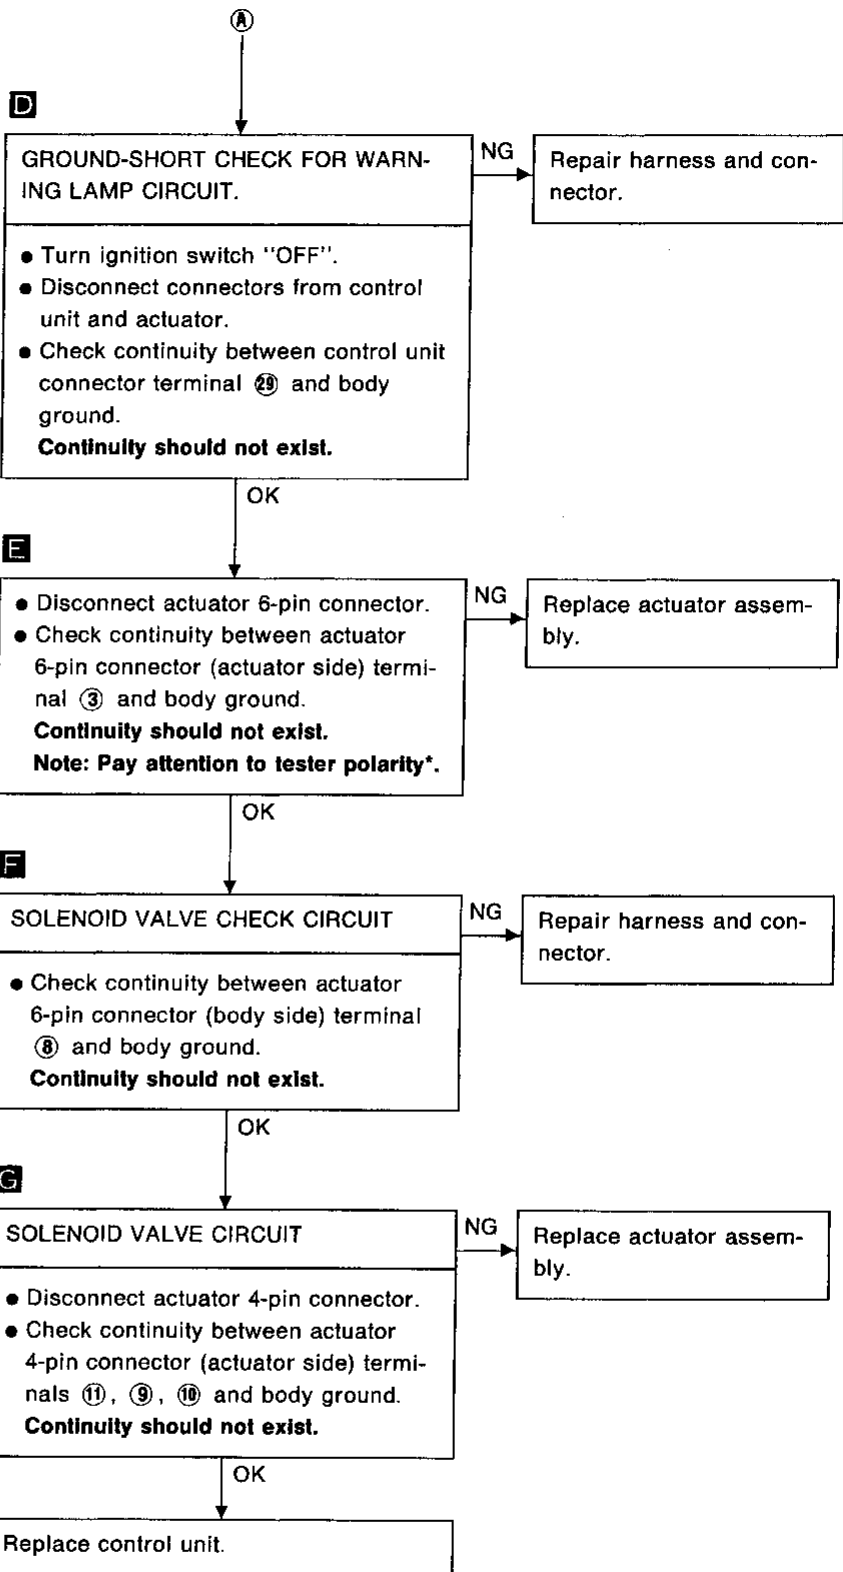 Ⓐ
D
GROUND-SHORT CHECK FOR WARN-
ING LAMP CIRCUIT.
● Turn ignition switch "OFF".
● Disconnect connectors from control
unit and actuator.
● Check continuity between control unit
connector terminal ㉙ and body
ground.
Continuity should not exist.
NG
Repair harness and con-
nector.
OK
E
● Disconnect actuator 6-pin connector.
● Check continuity between actuator
6-pin connector (actuator side) termi-
nal ③ and body ground.
Continuity should not exist.
Note: Pay attention to tester polarity*.
NG
Replace actuator assem-
bly.
OK
F
SOLENOID VALVE CHECK CIRCUIT
● Check continuity between actuator
6-pin connector (body side) terminal
⑧ and body ground.
Continuity should not exist.
NG
Repair harness and con-
nector.
OK
G
SOLENOID VALVE CIRCUIT
● Disconnect actuator 4-pin connector.
● Check continuity between actuator
4-pin connector (actuator side) termi-
nals ⑪, ⑨, ⑩ and body ground.
Continuity should not exist.
NG
Replace actuator assem-
bly.
OK
Replace control unit.